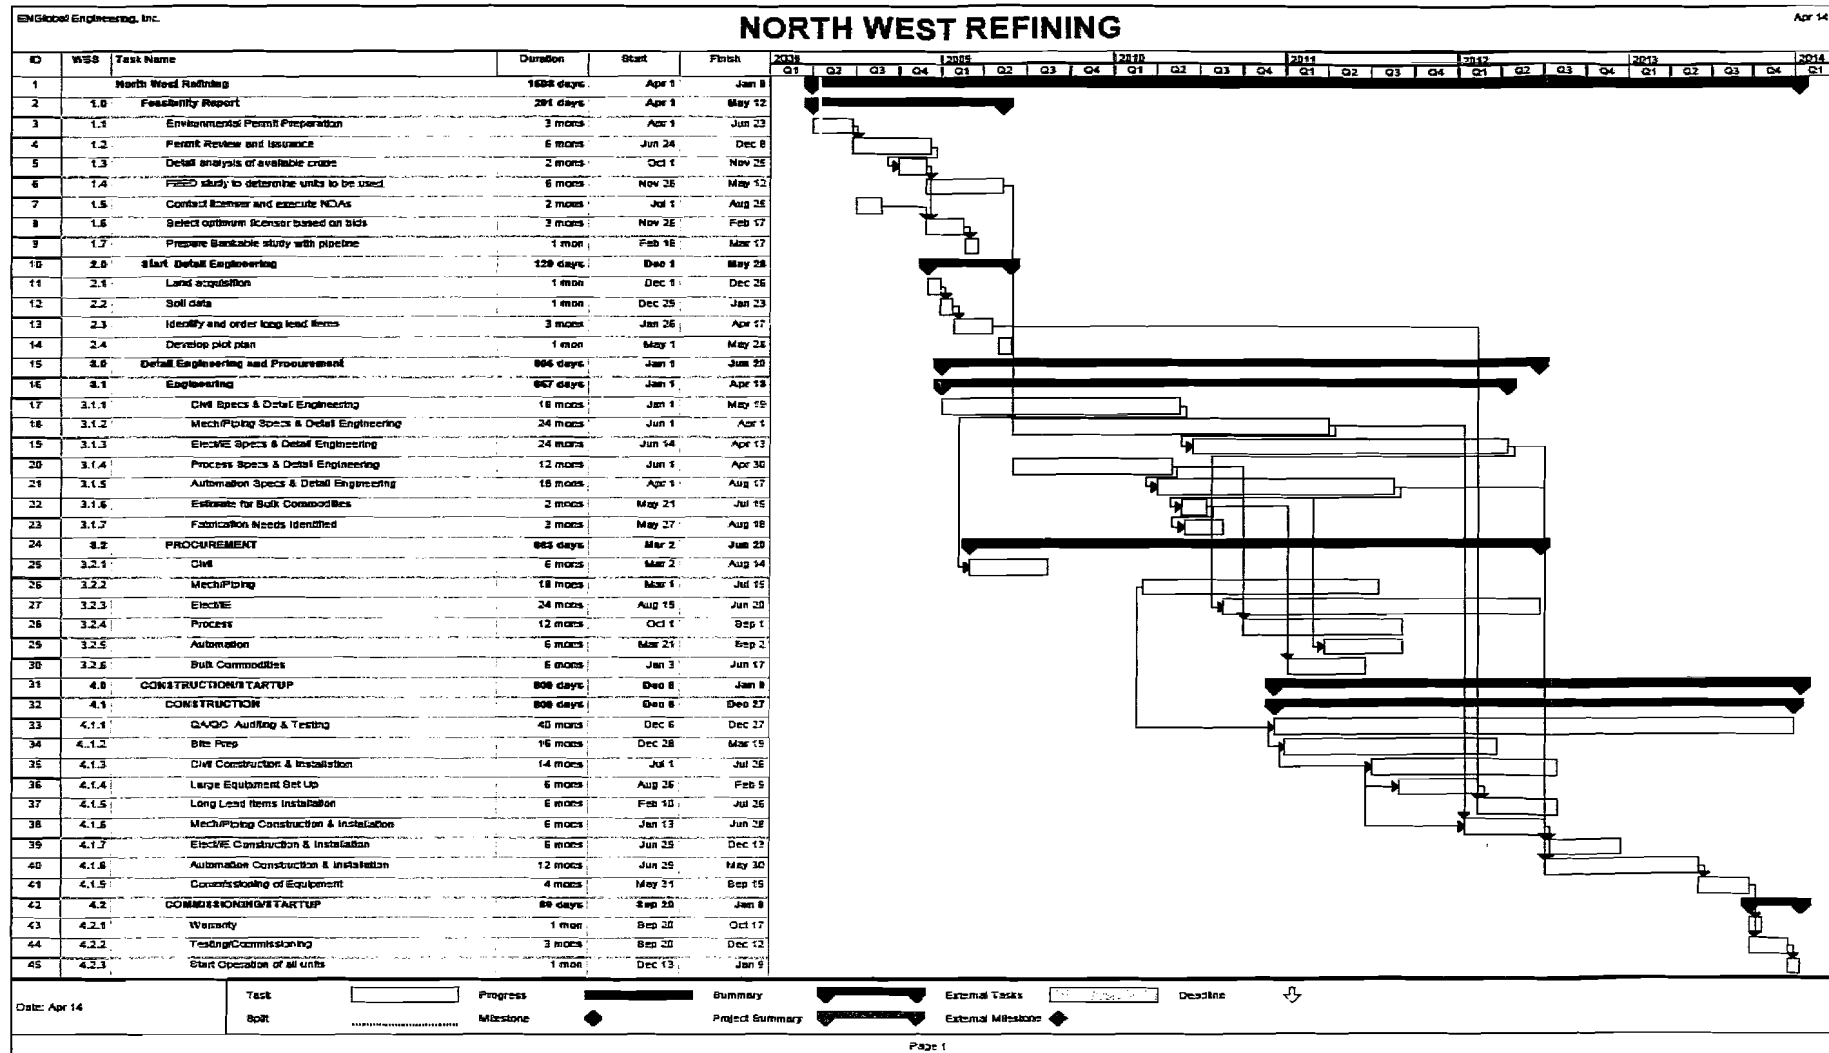 ENGlobal Engineering, Inc.
NORTH WEST REFINING
Apr 14
ID WBS Task Name Duration Start Finish 2008 2009 2010 2011 2012 2013 2014
Q1 Q2 Q3 Q4 Q1 Q2 Q3 Q4 Q1 Q2 Q3 Q4 Q1 Q2 Q3 Q4 Q1 Q2 Q3 Q4 Q1 Q2 Q3 Q4 Q1
1 North West Refining days Apr 1 Jan 9
2 1.0 Feasibility Report 291 days Apr 1 May 12
3 1.1 Environmental Permit Preparation 3 mons Apr 1 Jun 23
4 1.2 Permit Review and Issuance 6 mons Jun 24 Dec 8
5 1.3 Detail analysis of available crude 2 mons Oct 1 Nov 25
6 1.4 FEED study to determine units to be used 6 mons Nov 26 May 12
7 1.5 Contact licenser and execute NDAs 2 mons Jul 1 Aug 25
8 1.6 Select optimum licensor based on bids 3 mons Nov 26 Feb 17
9 1.7 Prepare Bankable study with pipeline 1 mon Feb 18 Mar 17
10 2.0 Start Detail Engineering 129 days Dec 1 May 28
11 2.1 Land acquisition 1 mon Dec 1 Dec 26
12 2.2 Soil data 1 mon Dec 29 Jan 23
13 2.3 Identify and order long lead items 3 mons Jan 26 Apr 17
14 2.4 Develop plot plan 1 mon May 1 May 28
15 3.0 Detail Engineering and Procurement days Jan 1 Jun 20
16 3.1 Engineering days Jan 1 Apr 13
17 3.1.1 Civil Specs & Detail Engineering 18 mons Jan 1 May 19
18 3.1.2 Mech/Piping Specs & Detail Engineering 24 mons Jun 1 Apr 1
19 3.1.3 Elect/IE Specs & Detail Engineering 24 mons Jun 14 Apr 13
20 3.1.4 Process Specs & Detail Engineering 12 mons Jun 1 Apr 30
21 3.1.5 Automation Specs & Detail Engineering 18 mons Apr 1 Aug 17
22 3.1.6 Estimate for Bulk Commodities 2 mons May 21 Jul 15
23 3.1.7 Fabrication Needs Identified 3 mons May 27 Aug 18
24 3.2 PROCUREMENT days Mar 2 Jun 20
25 3.2.1 Civil 6 mons Mar 2 Aug 14
26 3.2.2 Mech/Piping 18 mons Mar 1 Jul 15
27 3.2.3 Elect/IE 24 mons Aug 19 Jun 20
28 3.2.4 Process 12 mons Oct 1 Sep 1
29 3.2.5 Automation 6 mons Mar 21 Sep 2
30 3.2.6 Bulk Commodities 6 mons Jan 3 Jun 17
31 4.0 CONSTRUCTION/STARTUP days Dec 6 Jan 9
32 4.1 CONSTRUCTION days Dec 6 Dec 27
33 4.1.1 QA/QC Auditing & Testing 40 mons Dec 6 Dec 27
34 4..1.2 Site Prep 16 mons Dec 28 Mar 19
35 4.1.3 Civil Construction & Installation 14 mons Jul 1 Jul 26
36 4.1.4 Large Equipment Set Up 6 mons Aug 26 Feb 9
37 4.1.5 Long Lead Items Installation 6 mons Feb 10 Jul 26
38 4.1.6 Mech/Piping Construction & Installation 6 mons Jan 13 Jun 28
39 4.1.7 Elect/IE Construction & Installation 6 mons Jun 29 Dec 13
40 4.1.8 Automation Construction & Installation 12 mons Jun 29 May 30
41 4.1.9 Commissioning of Equipment 4 mons May 31 Sep 19
42 4.2 COMMISSIONING/STARTUP days Sep 20 Jan 9
43 4.2.1 Warranty 1 mon Sep 20 Oct 17
44 4.2.2 Testing/Commissioning 3 mons Sep 20 Dec 12
45 4.2.3 Start Operation of all units 1 mon Dec 13 Jan 9
Date: Apr 14
Task Progress Summary External Tasks Deadline
Split Milestone Project Summary External Milestone
Page 1